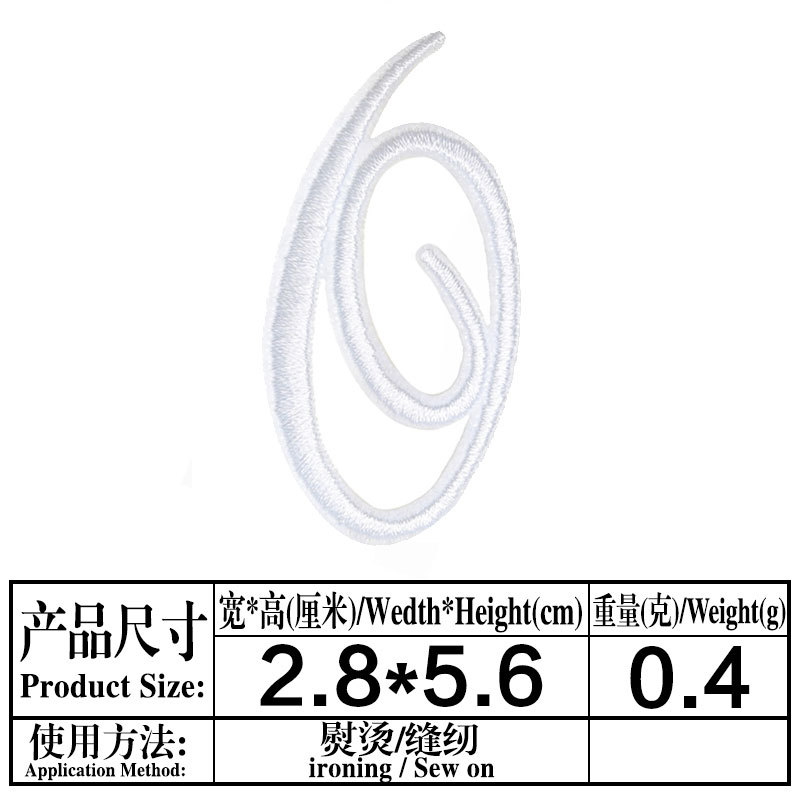 产品尺寸
Product Size:
宽*高(厘米)/Wedth*Height(cm)
重量(克)/Weight(g)
2.8*5.6
0.4
使用方法:
Application Method:
熨烫/缝纫
ironing / Sew on